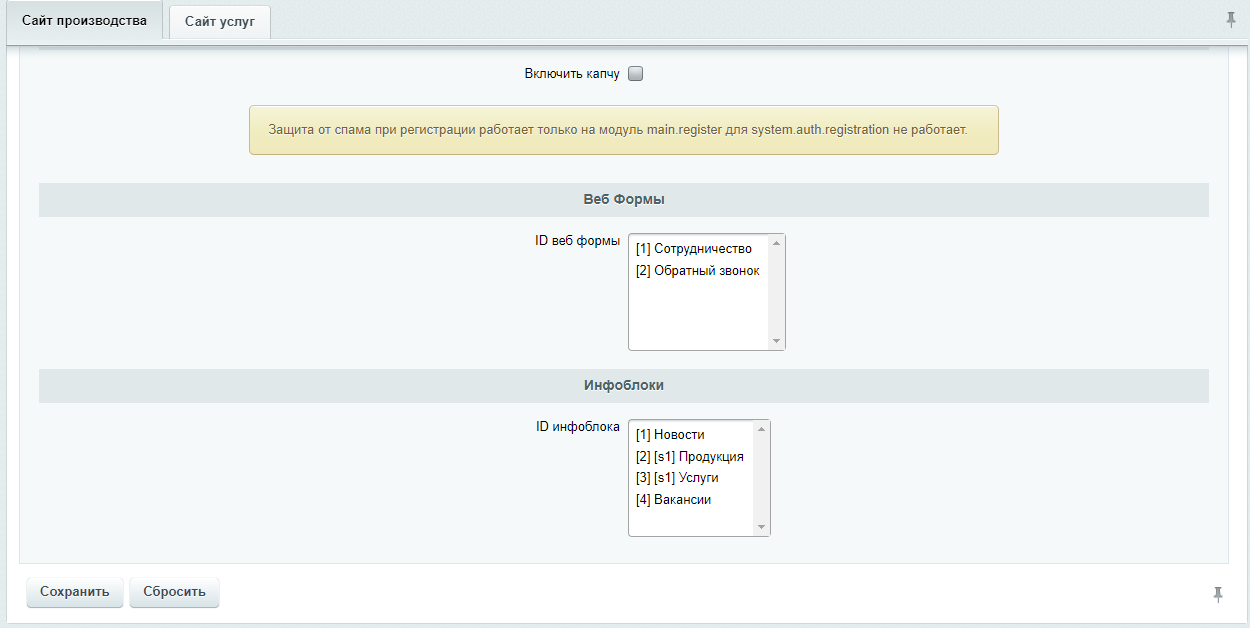 Сайт производства
Сайт услуг
Включить капчу
Защита от спама при регистрации работает только на модуль main.register для system.auth.registration не работает.
Веб Формы
ID веб формы
[1] Сотрудничество
[2] Обратный звонок
Инфоблоки
ID инфоблока
[1] Новости
[2] [s1] Продукция
[3] [s1] Услуги
[4] Вакансии
Сохранить
Сбросить